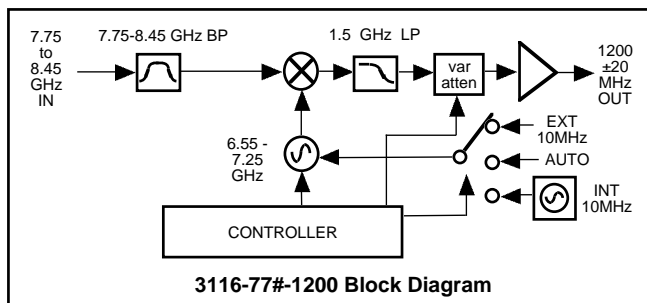 7.75
to
8.45
GHz
IN
7.75-8.45 GHz BP
1.5 GHz LP
var
atten
1200
±20
MHz
OUT
6.55 -
7.25
GHz
EXT
10MHz
AUTO
INT
10MHz
CONTROLLER
3116-77#-1200 Block Diagram